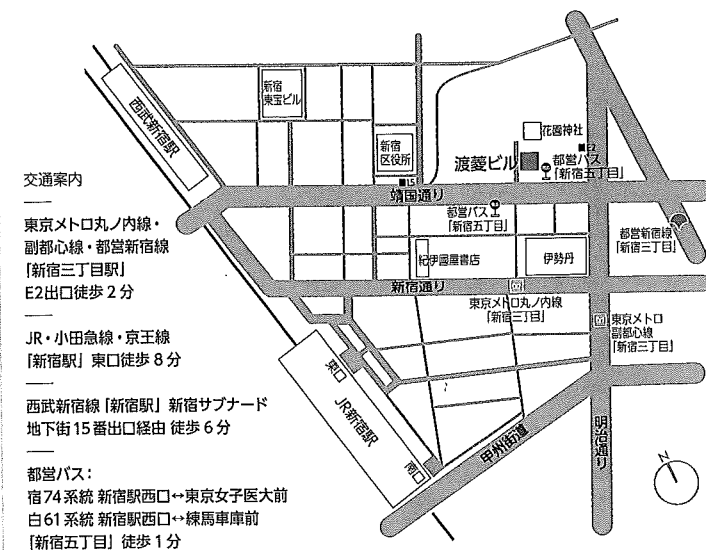 交通案内
東京メトロ丸ノ内線・
副都心線・都営新宿線
「新宿三丁目駅」
E2出口徒歩2分
JR・小田急線・京王線
「新宿駅」東口徒歩8分
西武新宿線「新宿駅」新宿サブナード
地下街15番出口経由 徒歩6分
都営バス：
宿74系統 新宿駅西口↔東京女子医大前
白61系統 新宿駅西口↔練馬車庫前
「新宿五丁目」徒歩1分
西武新宿駅
新宿
東宝ビル
新宿
区役所
15
花園神社
E2
渡菱ビル
都営バス
「新宿五丁目」
靖国通り
都営バス
「新宿五丁目」
都営新宿線
「新宿三丁目」
紀伊國屋書店
伊勢丹
新宿通り
東京メトロ丸ノ内線
「新宿三丁目」
東京メトロ
副都心線
「新宿三丁目」
東口
JR新宿駅
南口
甲州街道
明治通り
N